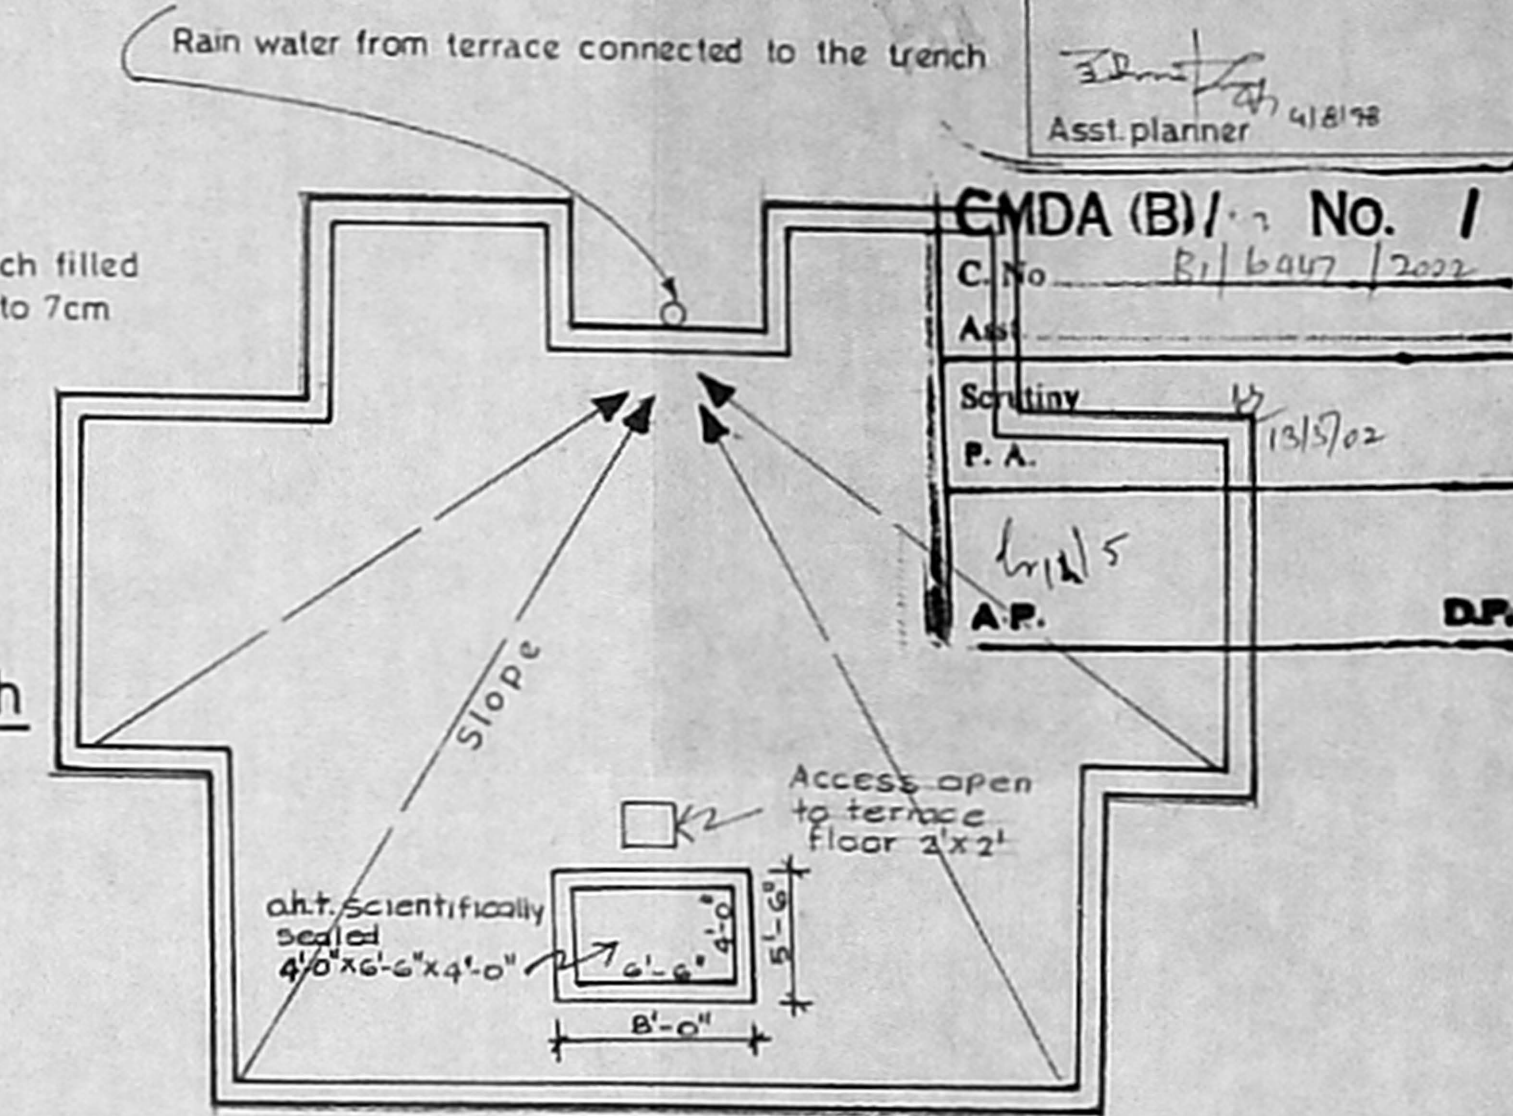 Rain water from terrace connected to the trench
4/8/98
Asst. planner
CMDA (B)/ No. 1
C. No B1/6447/2002
Asst
Scrutiny
13/5/02
P. A.
A.P.
D.P.
ch filled
to 7cm
h
Slope
Access open
to terrace
floor 2'x2'
o.h.t. scientifically
sealed
4'0"x6'-6"x4'-0"
4'-0"
6'-6"
5'-6"
8'-0"